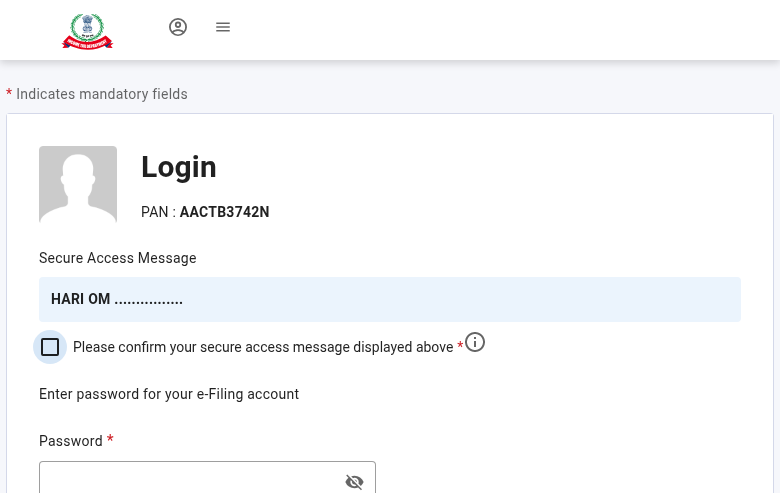 * Indicates mandatory fields
Login
PAN : AACTB3742N
Secure Access Message
HARI OM ................
Please confirm your secure access message displayed above *
Enter password for your e-Filing account
Password *